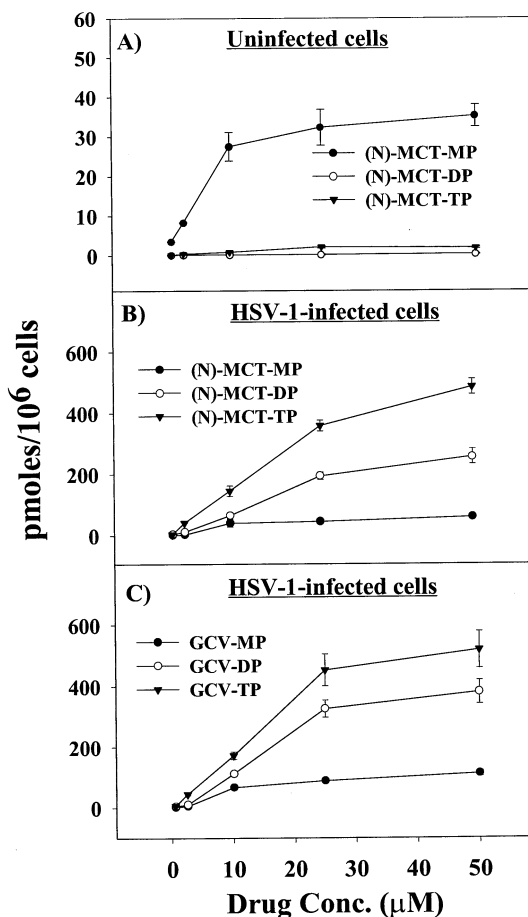 A)
Uninfected cells
60
50
40
30
20
10
0
(N)-MCT-MP
(N)-MCT-DP
(N)-MCT-TP
B)
HSV-1-infected cells
600
400
200
0
(N)-MCT-MP
(N)-MCT-DP
(N)-MCT-TP
C)
HSV-1-infected cells
600
400
200
0
GCV-MP
GCV-DP
GCV-TP
pmoles/10⁶ cells
0 10 20 30 40 50
Drug Conc. (μM)